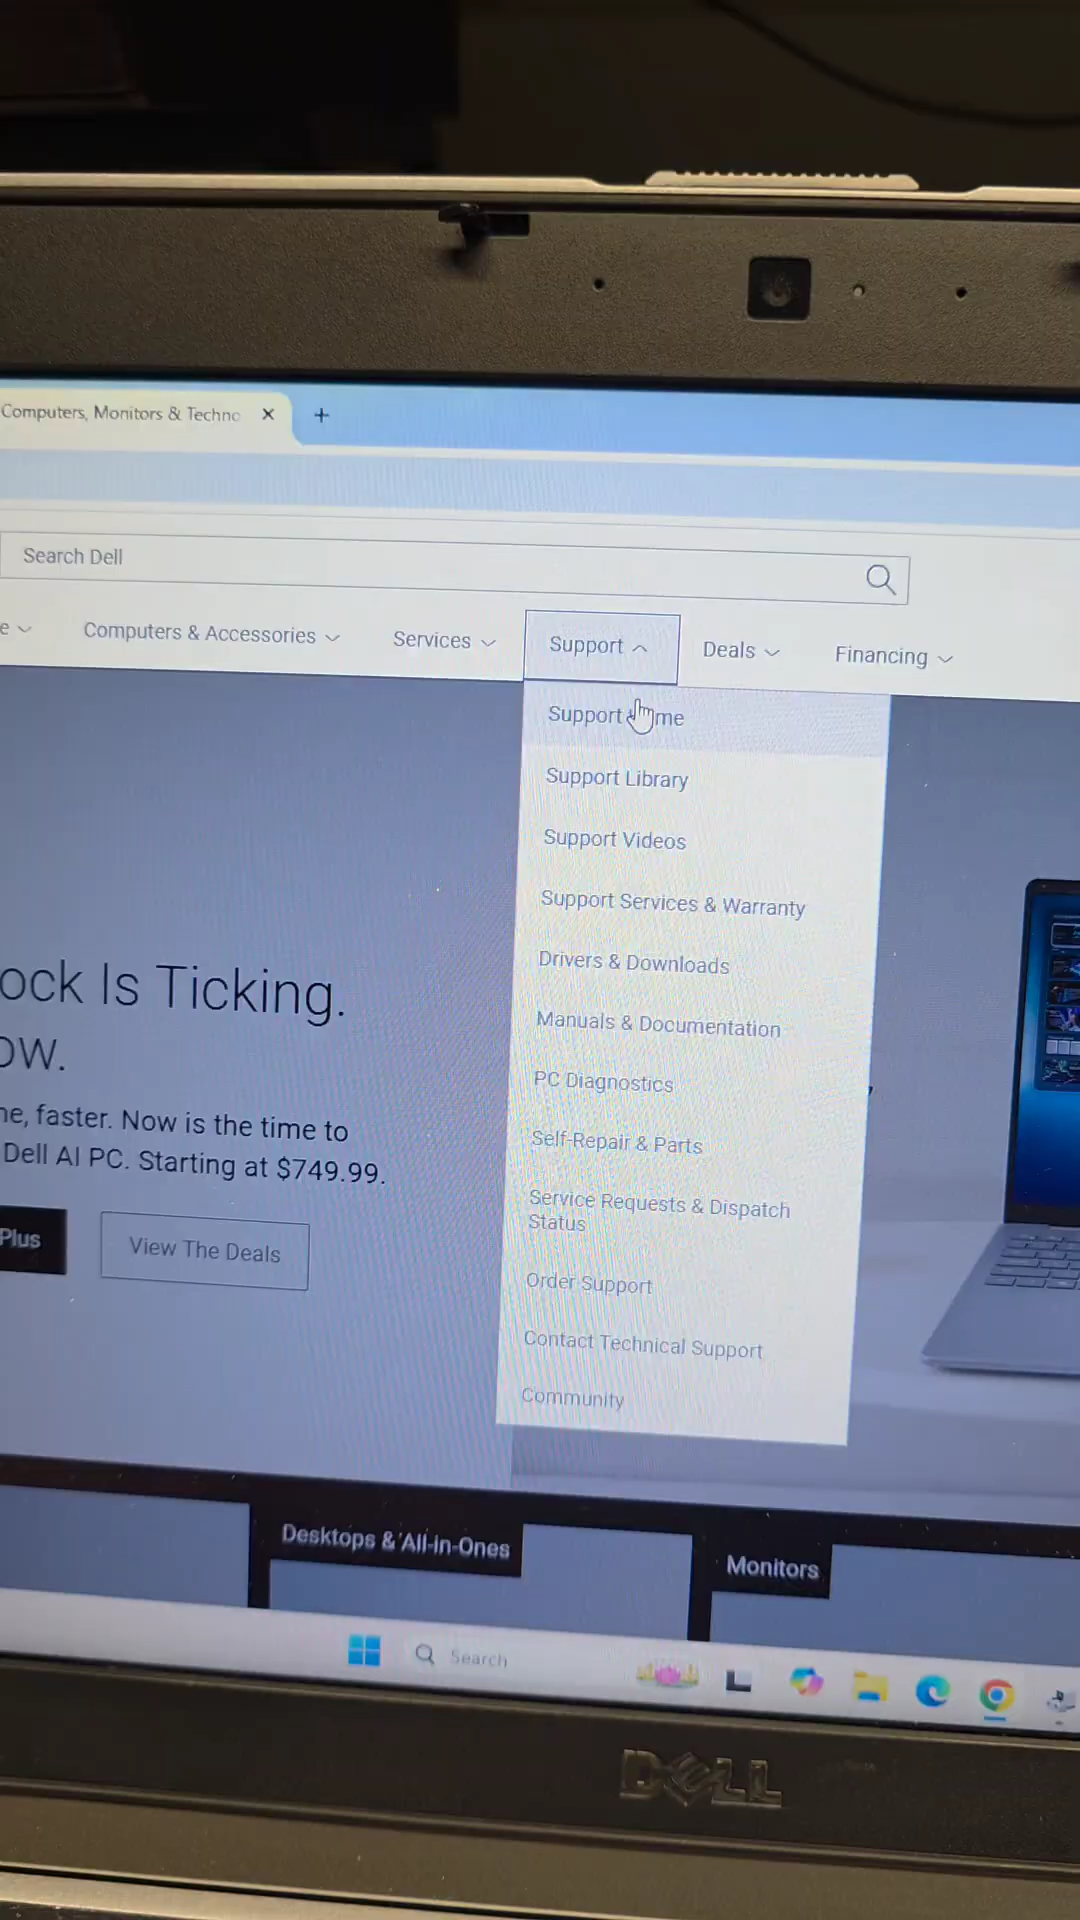 Computers, Monitors & Techno
Search Dell
e
Computers & Accessories
Services
Support
Deals
Financing
Support me
Support Library
Support Videos
Support Services & Warranty
Drivers & Downloads
Manuals & Documentation
PC Diagnostics
Self-Repair & Parts
Service Requests & Dispatch
Status
Order Support
Contact Technical Support
Community
ock Is Ticking.
ow.
ne, faster. Now is the time to
Dell AI PC. Starting at $749.99.
Plus
View The Deals
Desktops & All-in-Ones
Monitors
Search
DELL